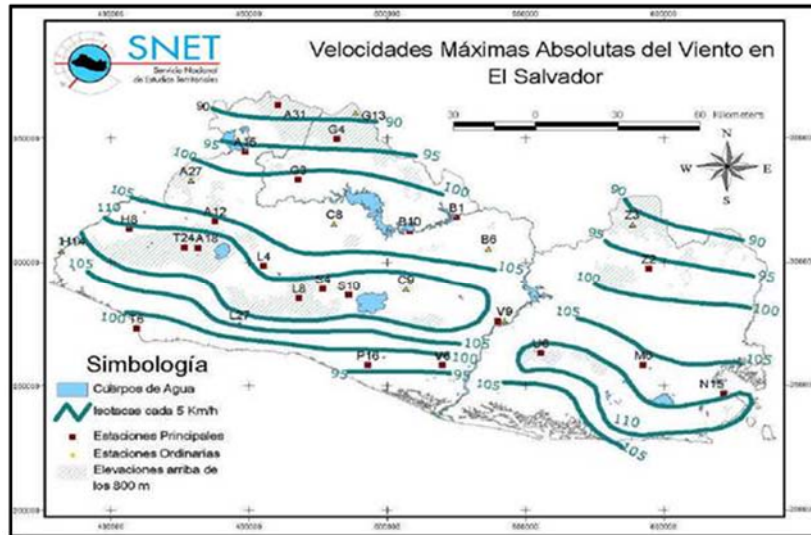 SNET
Servicio Nacional
de Estudios Territoriales
Velocidades Máximas Absolutas del Viento en
El Salvador
30 0 30 60 Kilometers
N
W E
S
90 A31 G13 90
G4
95 A15 95
100 G3 100
A27
105
110 H8 A12 C8 B10 B1
H14 T24 A18 B6
L4 105
L8 S4 S10 C9
105
100 T6 L27 V9
105
P16 V6 100
95 95
90 Z3 90
95 Z2 95
100 100
105 105
U6 M6
N15
105 110
105
Simbología
Cuerpos de Agua
Isotacas cada 5 Km/h
Estaciones Principales
Estaciones Ordinarias
Elevaciones arriba de
los 800 m